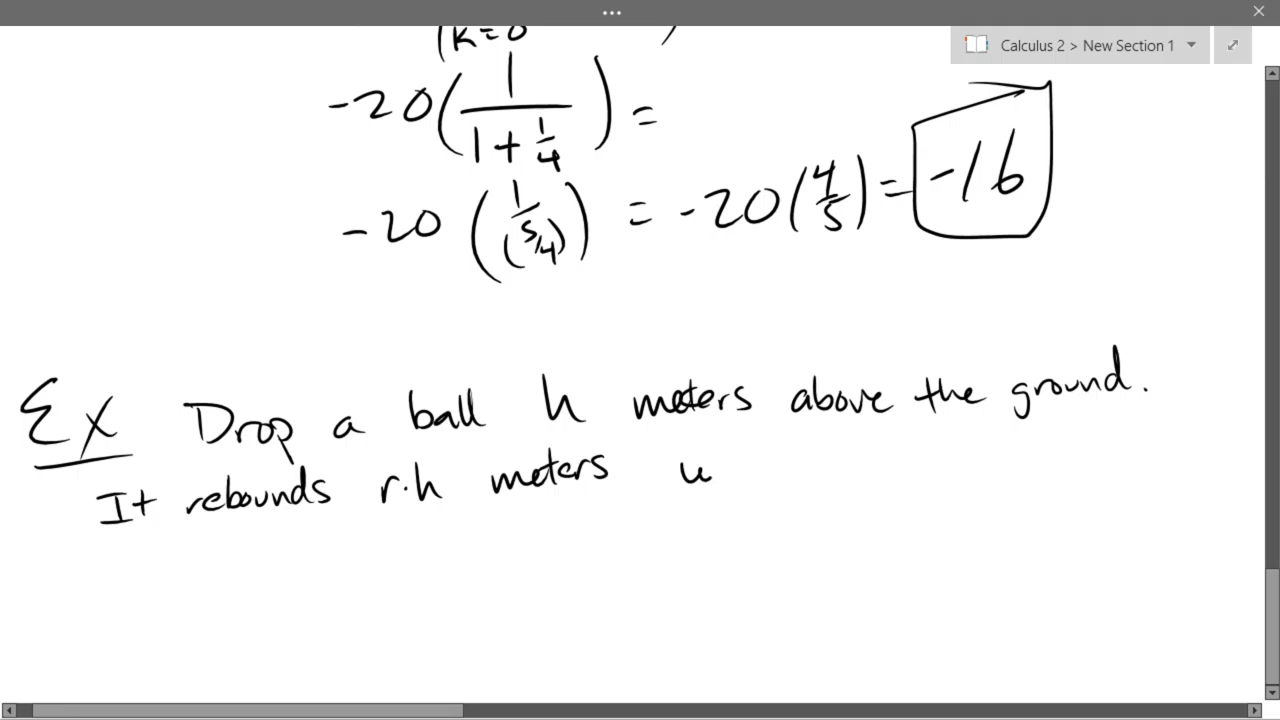 ...
Calculus 2 > New Section 1
(k=0 )
-20(1/(1+1/4)) =
-20(1/(5/4)) = -20(4/5) = -16
Ex Drop a ball h meters above the ground.
It rebounds r·h meters u